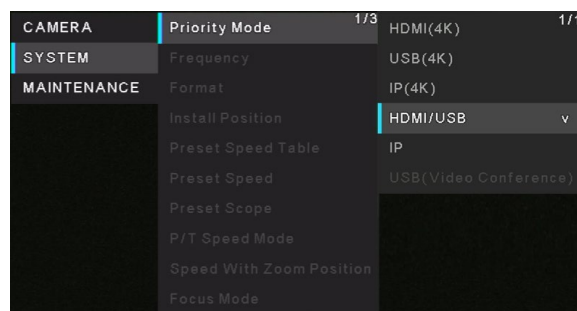 CAMERA
SYSTEM
MAINTENANCE
Priority Mode 1/3
Frequency
Format
Install Position
Preset Speed Table
Preset Speed
Preset Scope
P/T Speed Mode
Speed With Zoom Position
Focus Mode
HDMI(4K) 1/1
USB(4K)
IP(4K)
HDMI/USB v
IP
USB(Video Conference)